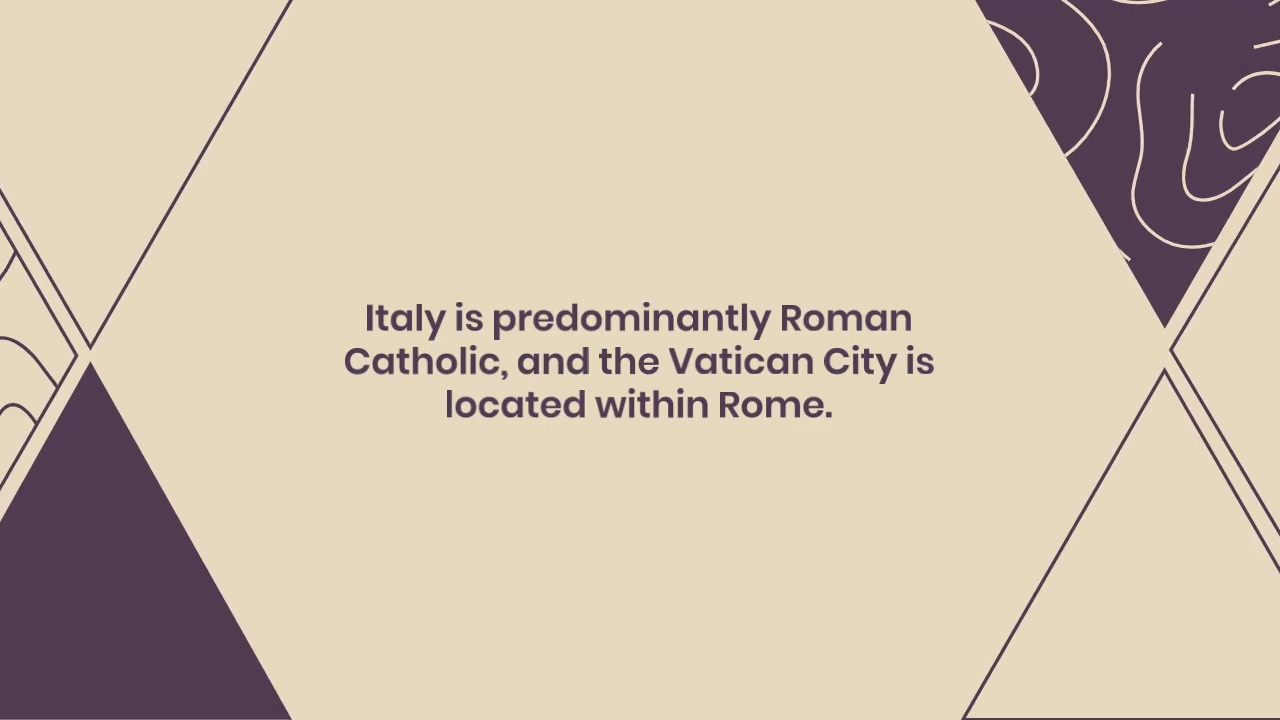 Italy is predominantly Roman
Catholic, and the Vatican City is
located within Rome.